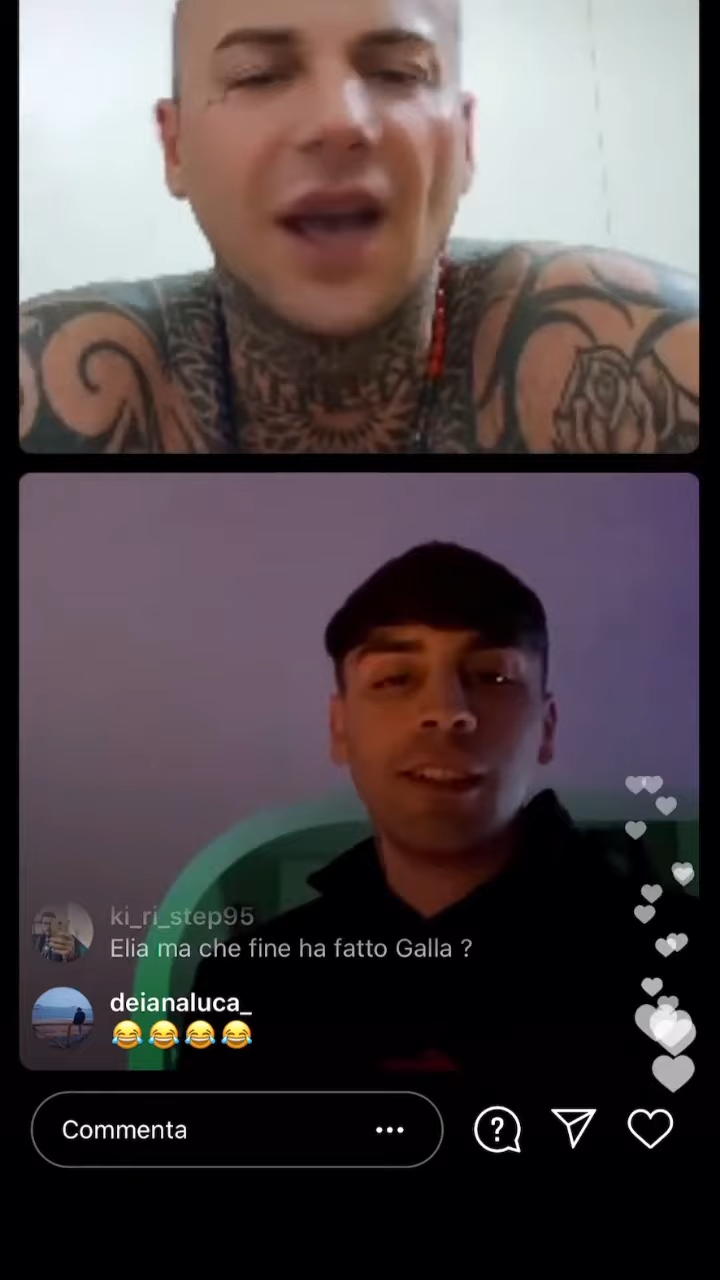 ki_ri_step95
Elia ma che fine ha fatto Galla ?
deianaluca_
😂😂😂😂
Commenta